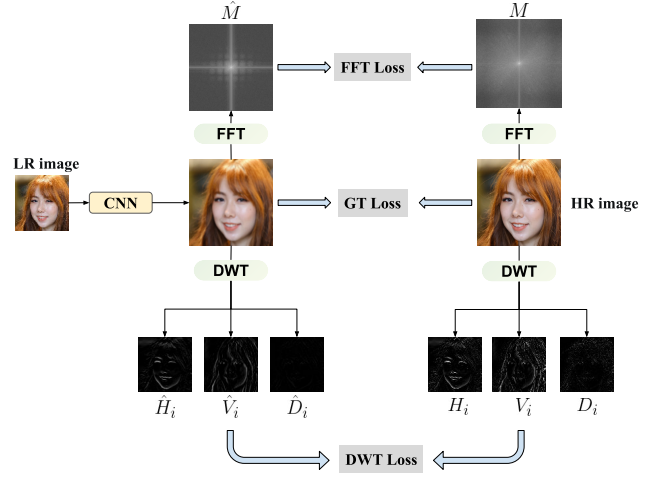 M̂
M
FFT Loss
FFT
FFT
LR image
CNN
GT Loss
HR image
DWT
DWT
Ĥᵢ
V̂ᵢ
D̂ᵢ
Hᵢ
Vᵢ
Dᵢ
DWT Loss